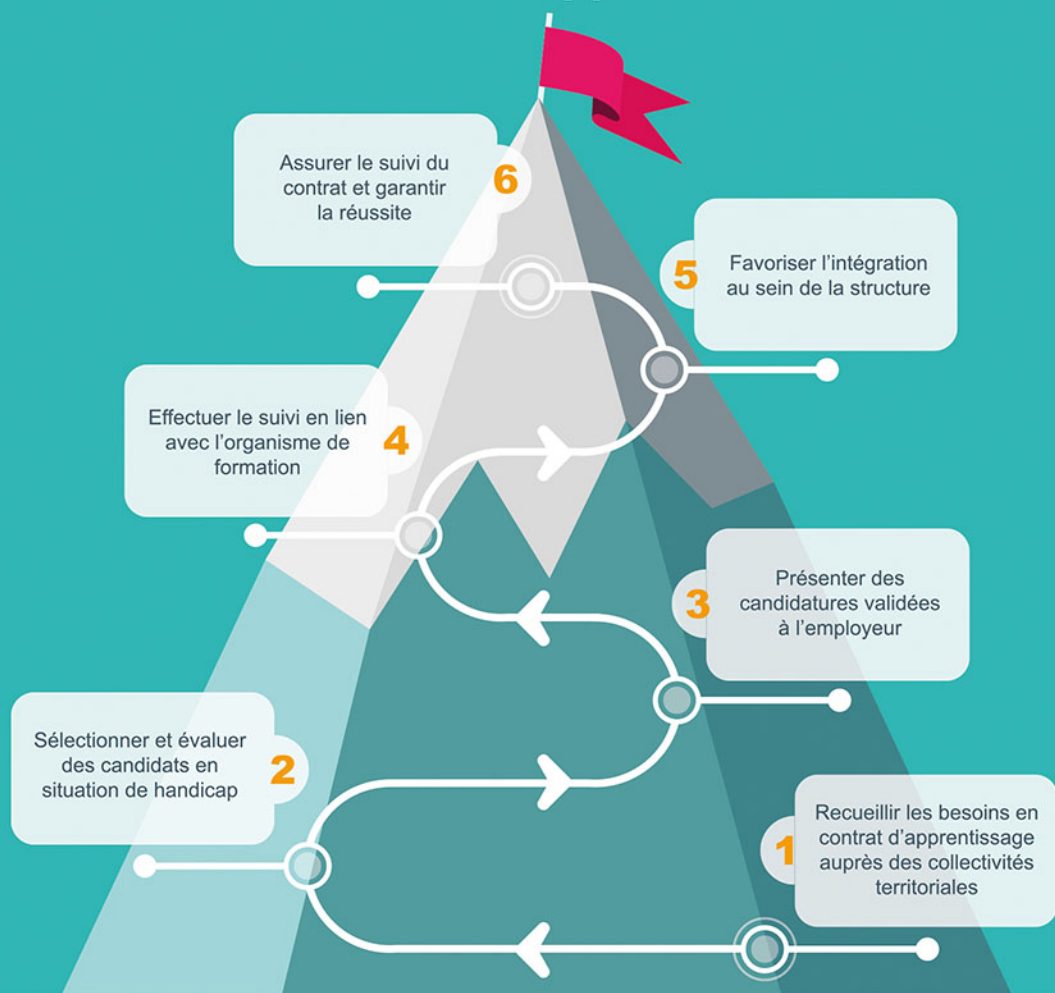 6
Assurer le suivi du
contrat et garantir
la réussite
5
Favoriser l’intégration
au sein de la structure
4
Effectuer le suivi en lien
avec l’organisme de
formation
3
Présenter des
candidatures validées
à l’employeur
2
Sélectionner et évaluer
des candidats en
situation de handicap
1
Recueillir les besoins en
contrat d’apprentissage
auprès des collectivités
territoriales